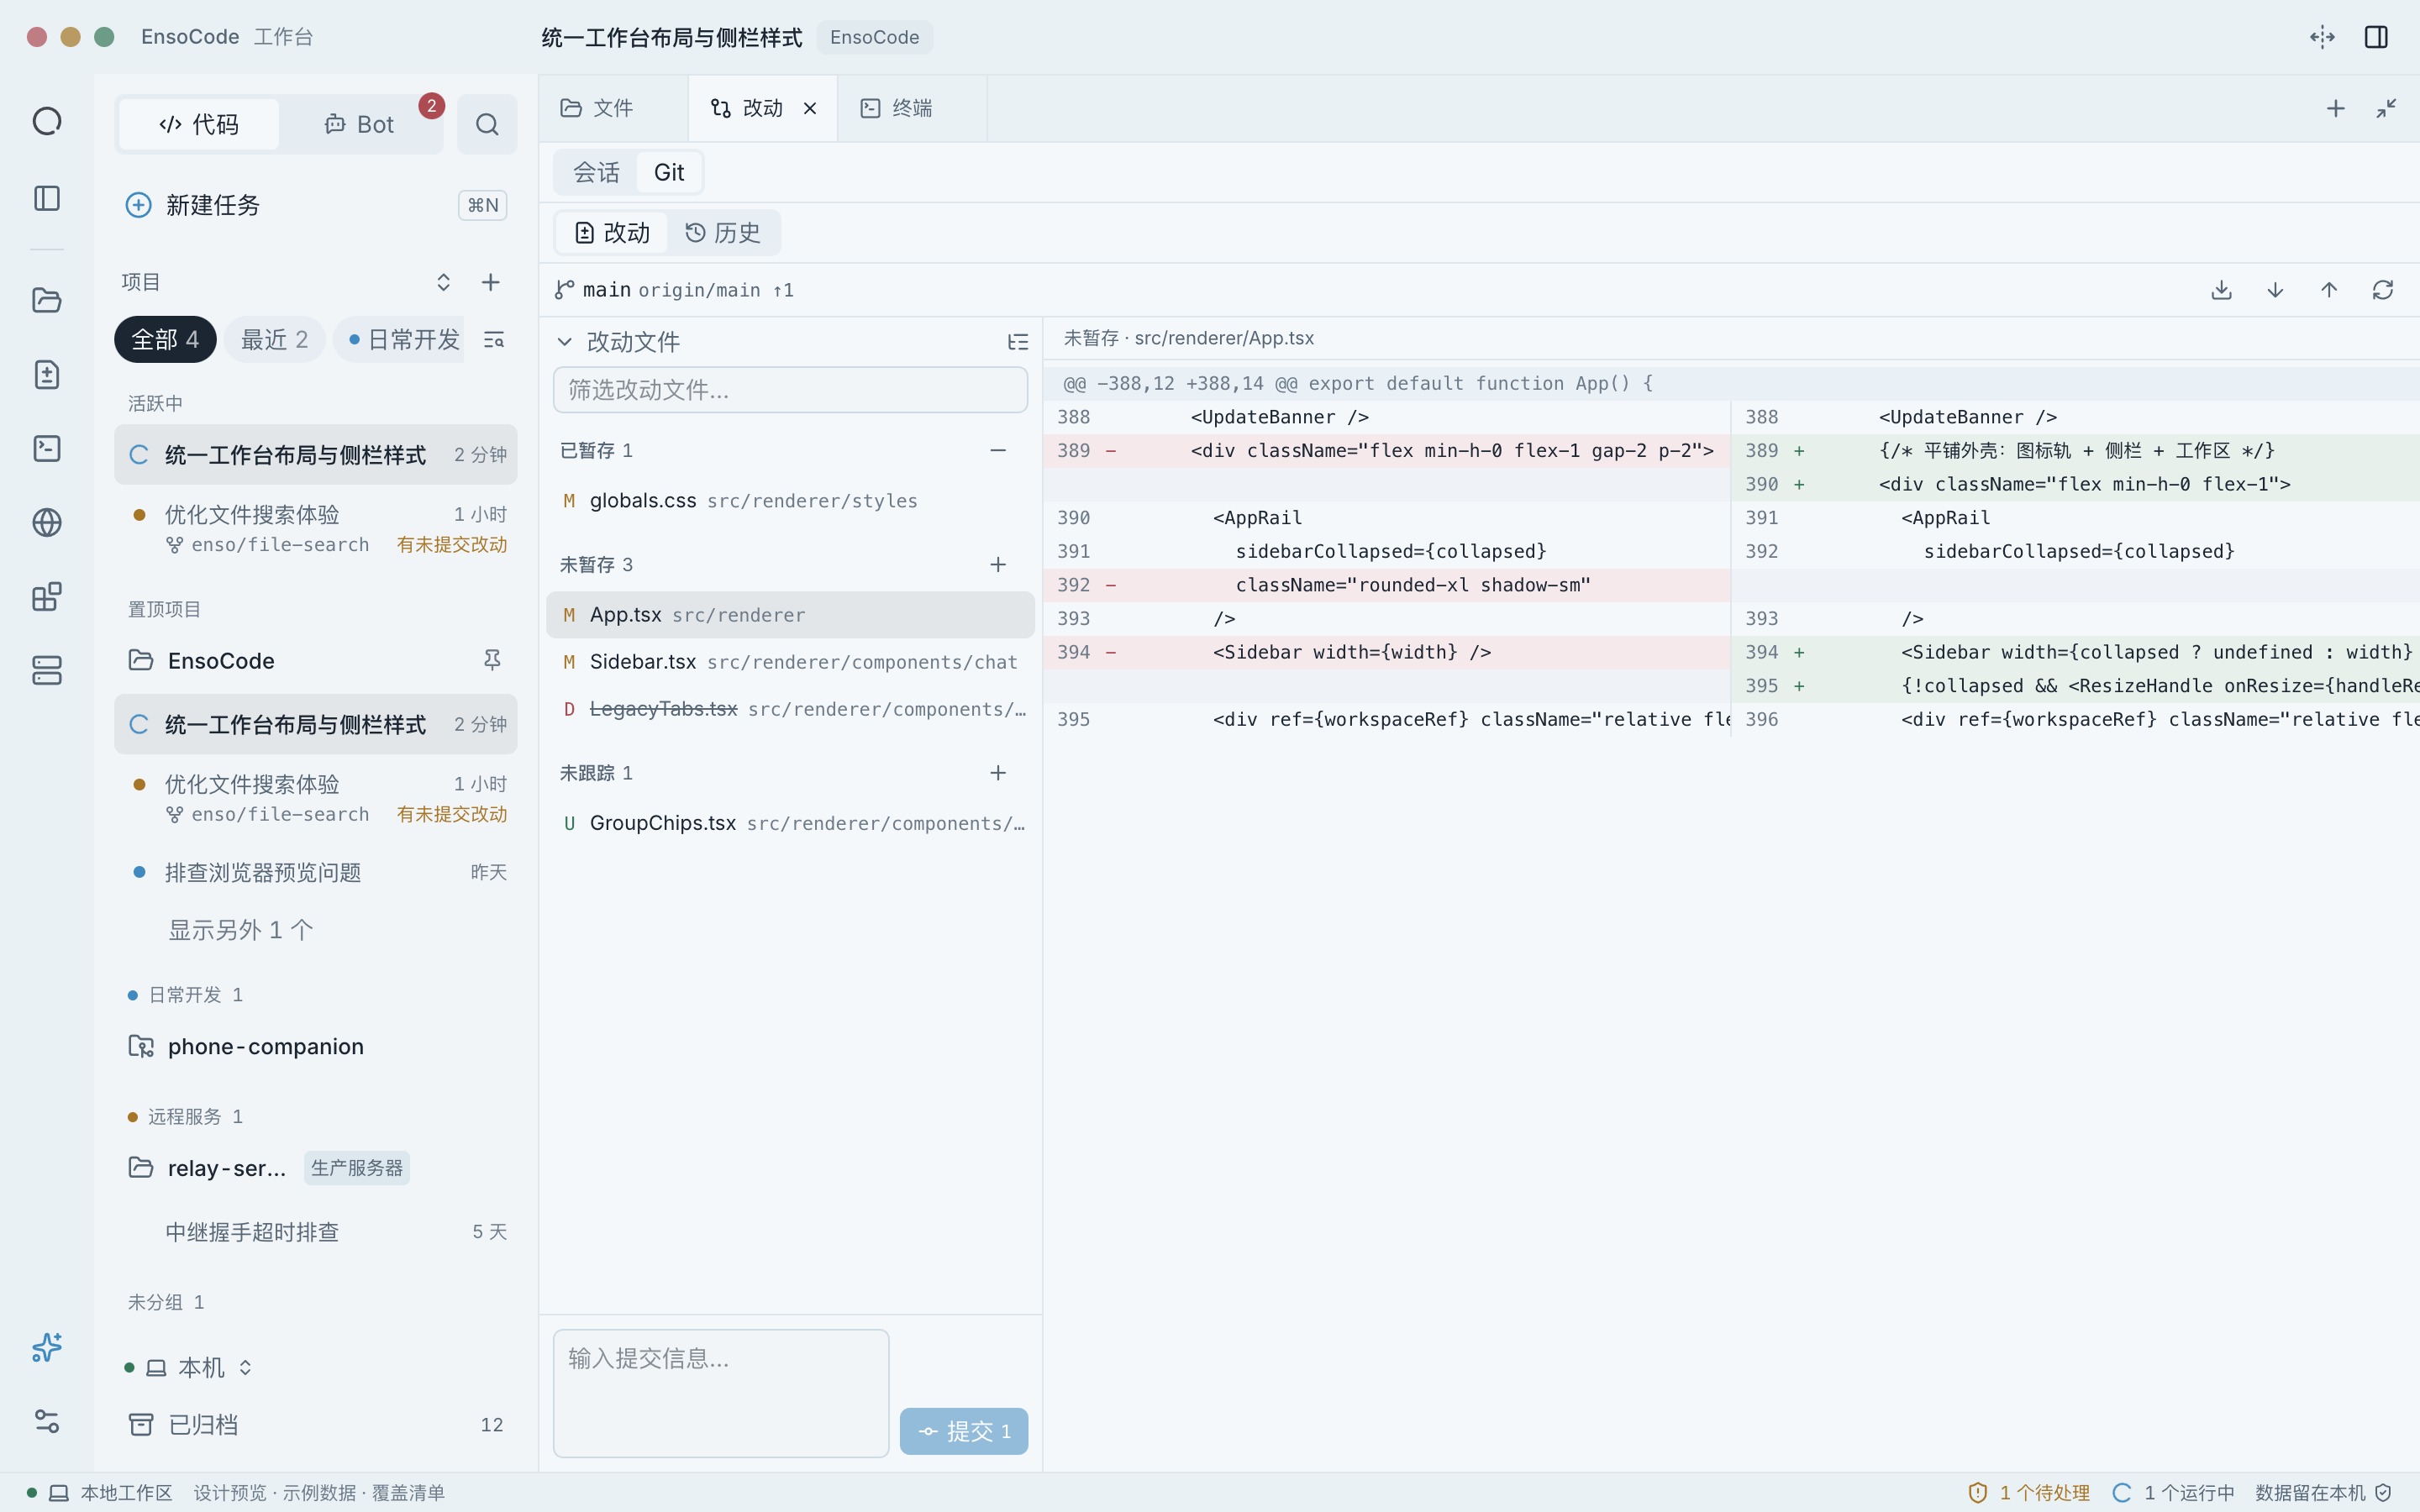 EnsoCode 工作台
统一工作台布局与侧栏样式 EnsoCode
代码 Bot 2
新建任务 ⌘N
项目
全部 4 最近 2 日常开发
活跃中
统一工作台布局与侧栏样式 2 分钟
优化文件搜索体验 1 小时
enso/file-search 有未提交改动
置顶项目
EnsoCode
统一工作台布局与侧栏样式 2 分钟
优化文件搜索体验 1 小时
enso/file-search 有未提交改动
排查浏览器预览问题 昨天
显示另外 1 个
日常开发 1
phone-companion
远程服务 1
relay-ser... 生产服务器
中继握手超时排查 5 天
未分组 1
本机
已归档 12
文件 改动 终端
会话 Git
改动 历史
main origin/main ↑1
改动文件
筛选改动文件...
已暂存 1
M globals.css src/renderer/styles
未暂存 3
M App.tsx src/renderer
M Sidebar.tsx src/renderer/components/chat
D LegacyTabs.tsx src/renderer/components/…
未跟踪 1
U GroupChips.tsx src/renderer/components/…
输入提交信息...
提交 1
未暂存 · src/renderer/App.tsx
@@ -388,12 +388,14 @@ export default function App() {
388 <UpdateBanner />
389 - <div className="flex min-h-0 flex-1 gap-2 p-2">
390 <AppRail
391 sidebarCollapsed={collapsed}
392 - className="rounded-xl shadow-sm"
393 />
394 - <Sidebar width={width} />
395 <div ref={workspaceRef} className="relative fle
388 <UpdateBanner />
389 + {/* 平铺外壳：图标轨 + 侧栏 + 工作区 */}
390 + <div className="flex min-h-0 flex-1">
391 <AppRail
392 sidebarCollapsed={collapsed}
393 />
394 + <Sidebar width={collapsed ? undefined : width}
395 + {!collapsed && <ResizeHandle onResize={handleRe
396 <div ref={workspaceRef} className="relative fle
本地工作区 设计预览 · 示例数据 · 覆盖清单
1 个待处理 1 个运行中 数据留在本机